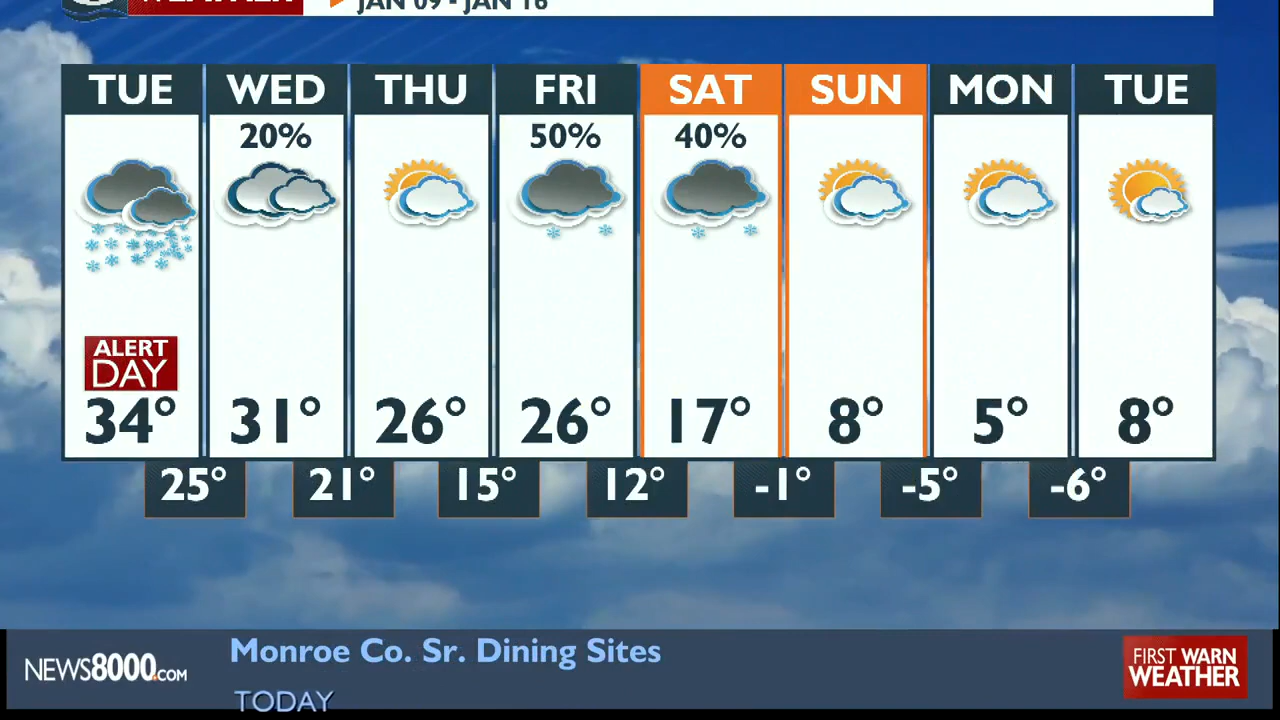 WEATHER
JAN 09 - JAN 16
TUE WED THU FRI SAT SUN MON TUE
20% 50% 40%
ALERT
DAY
34° 31° 26° 26° 17° 8° 5° 8°
25° 21° 15° 12° -1° -5° -6°
Monroe Co. Sr. Dining Sites
NEWS8000.COM
FIRST WARN
WEATHER
TODAY